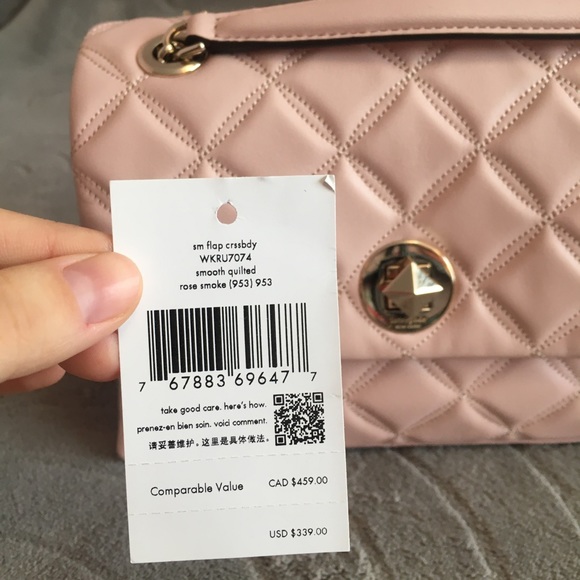 sm flap crssbdy
WKRU7074
smooth quilted
rose smoke (953) 953
7 67883 69647 7
take good care. here's how.
prenez-en bien soin. voici comment.
请妥善维护。这里是具体做法。
Comparable Value CAD $459.00
USD $339.00